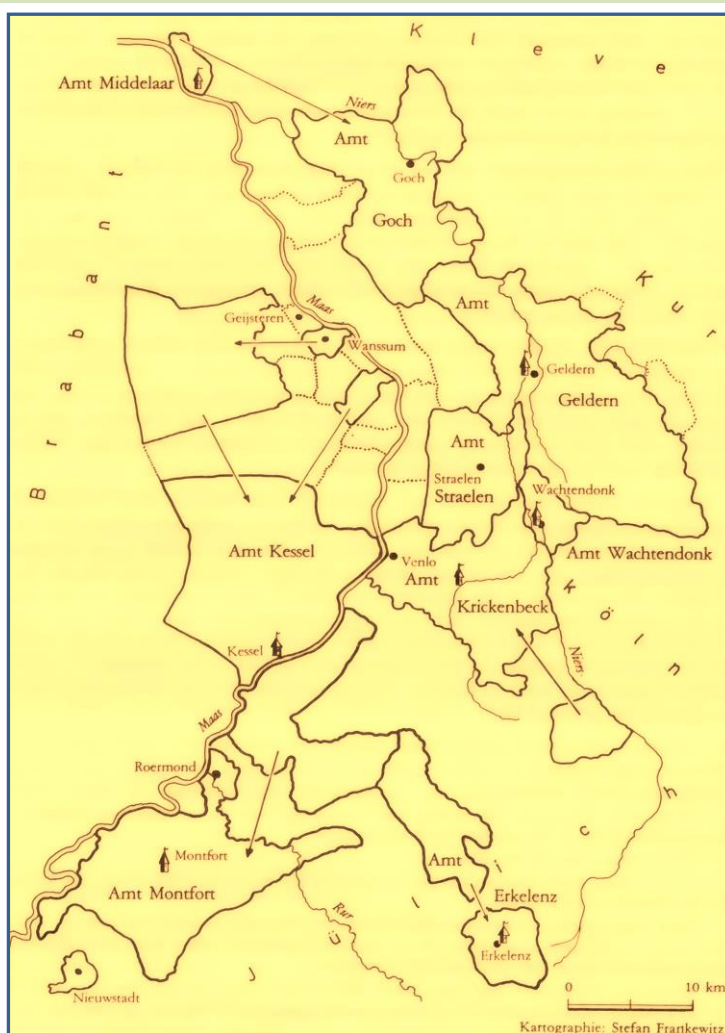 K l e v e
Amt Middelaar
Niers
Amt
Goch
Goch
B r a b a n t
K u r
k ö l n
Maas
Geijsteren
Wanssum
Amt
Geldern
Geldern
Amt
Straelen
Straelen
Wachtendonk
Amt Kessel
Venlo
Amt
Amt Wachtendonk
Krickenbeck
Kessel
Niers
Maas
Roermond
Montfort
Amt Montfort
Amt
Erkelenz
Erkelenz
Rur
J ü l i c h
Nieuwstadt
0 10 km
Kartographie: Stefan Frankewitz